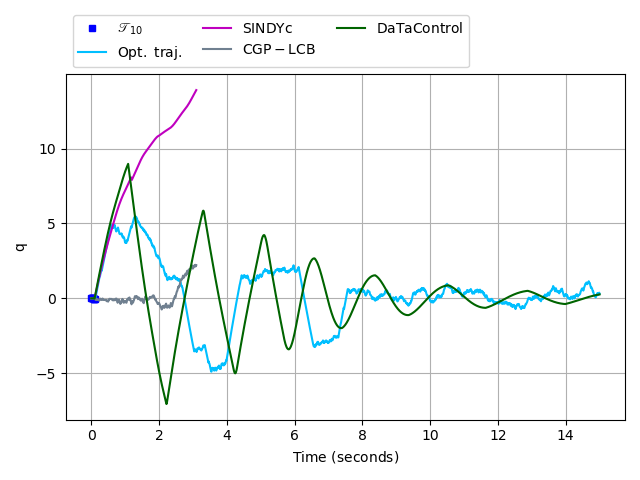 𝒯₁₀
Opt. traj.
SINDYc
CGP − LCB
DaTaControl
10
5
0
−5
q
0 2 4 6 8 10 12 14
Time (seconds)